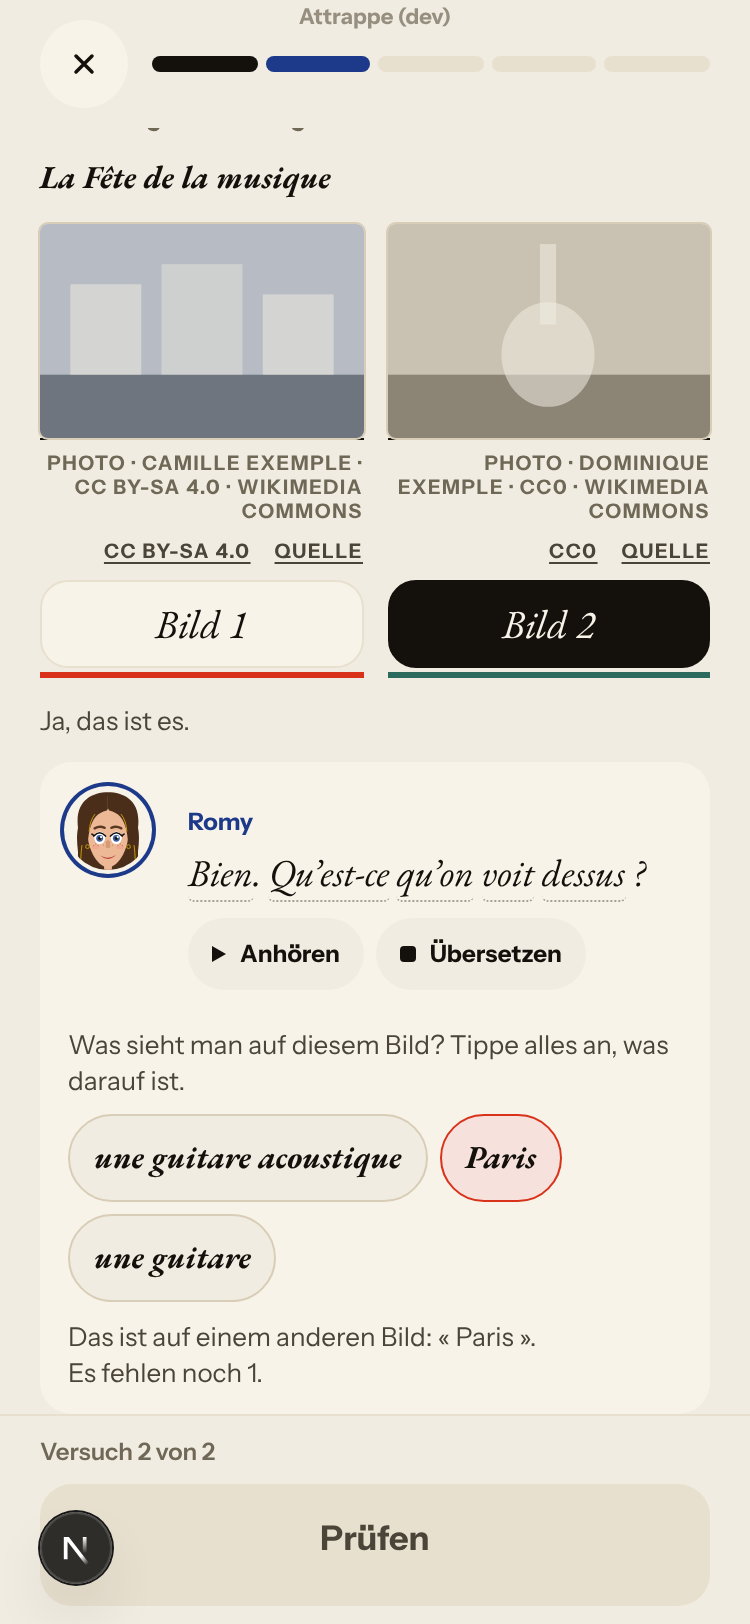 Attrappe (dev)
La Fête de la musique
PHOTO · CAMILLE EXEMPLE ·
CC BY-SA 4.0 · WIKIMEDIA
COMMONS
CC BY-SA 4.0 QUELLE
PHOTO · DOMINIQUE
EXEMPLE · CC0 · WIKIMEDIA
COMMONS
CC0 QUELLE
Bild 1
Bild 2
Ja, das ist es.
Romy
Bien. Qu’est-ce qu’on voit dessus ?
Anhören
Übersetzen
Was sieht man auf diesem Bild? Tippe alles an, was
darauf ist.
une guitare acoustique
Paris
une guitare
Das ist auf einem anderen Bild: « Paris ».
Es fehlen noch 1.
Versuch 2 von 2
Prüfen
N